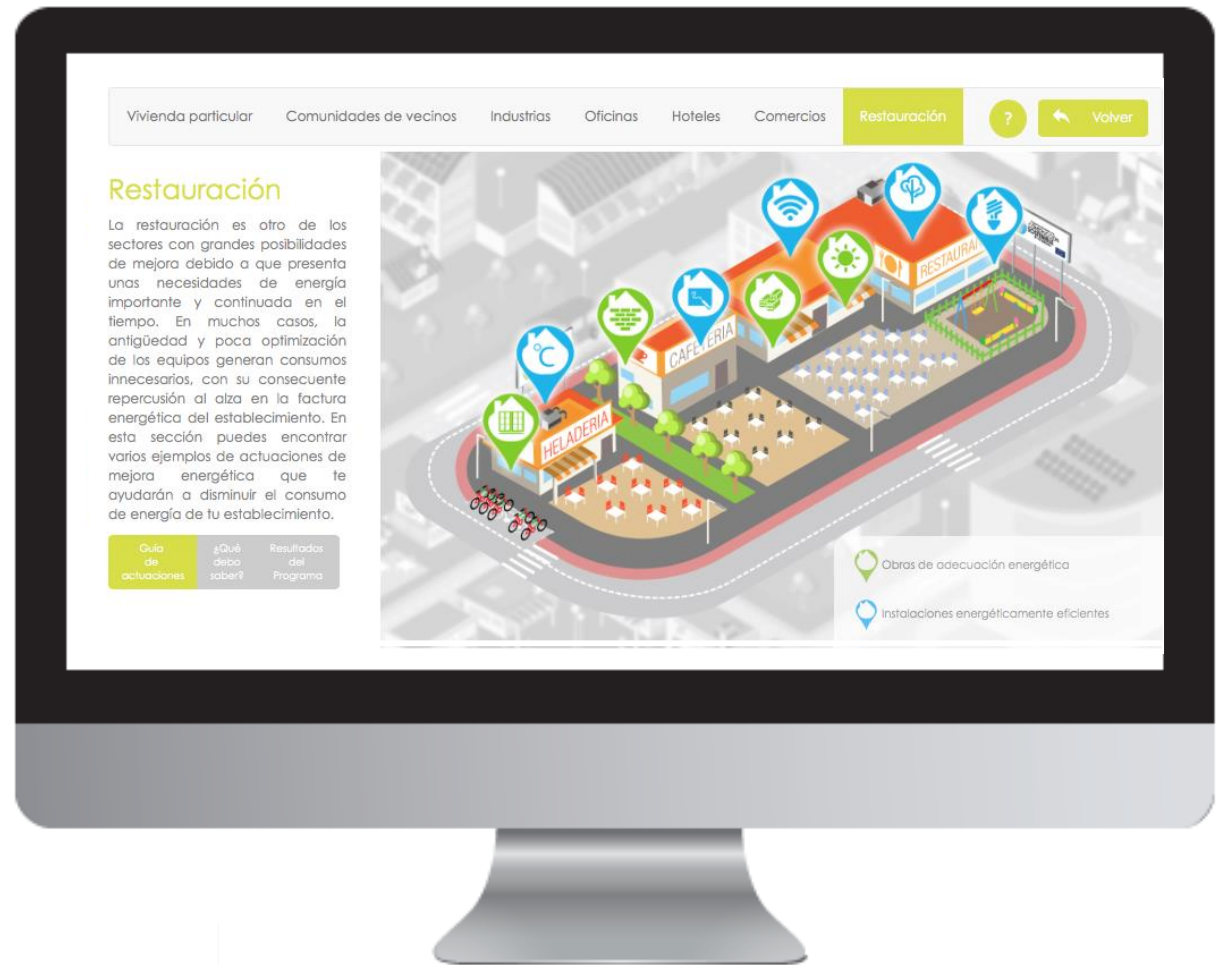 Vivienda particular
Comunidades de vecinos
Industrias
Oficinas
Hoteles
Comercios
Restauración
?
Volver
Restauración
La restauración es otro de los
sectores con grandes posibilidades
de mejora debido a que presenta
unas necesidades de energía
importante y continuada en el
tiempo. En muchos casos, la
antigüedad y poca optimización
de los equipos generan consumos
innecesarios, con su consecuente
repercusión al alza en la factura
energética del establecimiento. En
esta sección puedes encontrar
varios ejemplos de actuaciones de
mejora energética que te
ayudarán a disminuir el consumo
de energía de tu establecimiento.
Guía
de
actuaciones
¿Qué
debo
saber?
Resultados
del
Programa
°C
HELADERIA
CAFETERIA
RESTAURA
Obras de adecuación energética
Instalaciones energéticamente eficientes